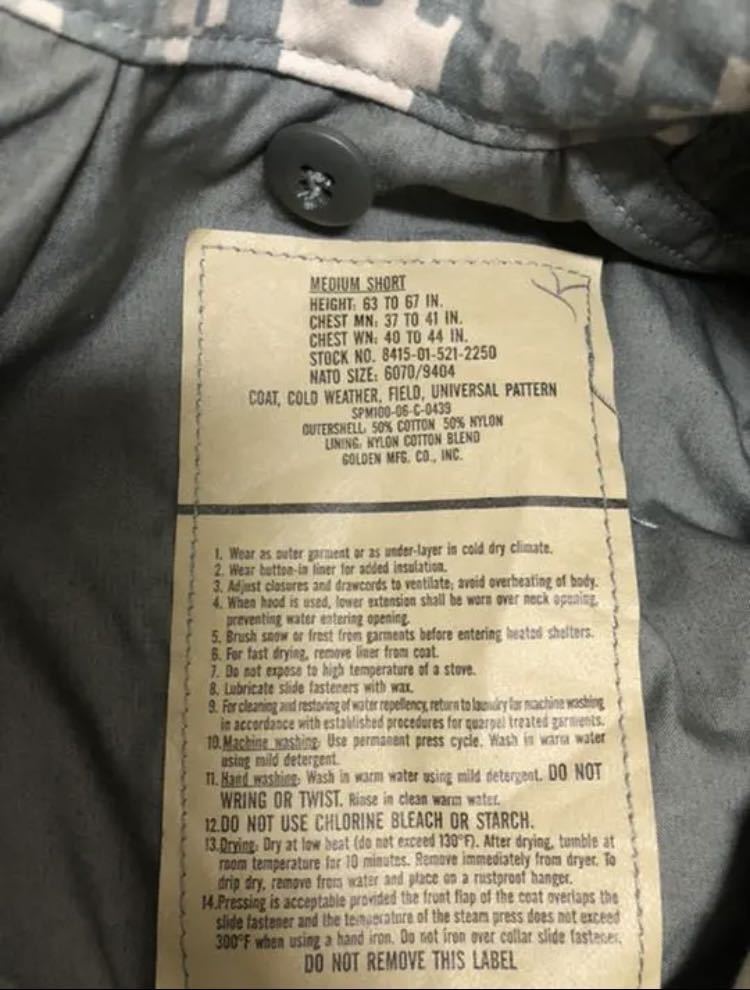 MEDIUM SHORT
HEIGHT: 63 TO 67 IN.
CHEST MN: 37 TO 41 IN.
CHEST WN: 40 TO 44 IN.
STOCK NO. 8415-01-521-2250
NATO SIZE: 6070/9404
COAT, COLD WEATHER, FIELD, UNIVERSAL PATTERN
SPM100-06-C-0439
OUTERSHELL: 50% COTTON 50% NYLON
LINING: NYLON COTTON BLEND
GOLDEN MFG. CO., INC.
1. Wear as outer garment or as under-layer in cold dry climate.
2. Wear button-in liner for added insulation.
3. Adjust closures and drawcords to ventilate; avoid overheating of body.
4. When hood is used, lower extension shall be worn over neck opening,
preventing water entering opening.
5. Brush snow or frost from garments before entering heated shelters.
6. For fast drying, remove liner from coat.
7. Do not expose to high temperature of a stove.
8. Lubricate slide fasteners with wax.
9. For cleaning and restoring of water repellency, return to laundry for machine washing
in accordance with established procedures for quarpel treated garments.
10. Machine washing: Use permanent press cycle. Wash in warm water
using mild detergent.
11. Hand washing: Wash in warm water using mild detergent. DO NOT
WRING OR TWIST. Rinse in clean warm water.
12. DO NOT USE CHLORINE BLEACH OR STARCH.
13. Drying: Dry at low heat (do not exceed 130°F). After drying, tumble at
room temperature for 10 minutes. Remove immediately from dryer. To
drip dry, remove from water and place on a rustproof hanger.
14. Pressing is acceptable provided the front flap of the coat overlaps the
slide fastener and the temperature of the steam press does not exceed
300°F when using a hand iron. Do not iron over collar slide fastener.
DO NOT REMOVE THIS LABEL